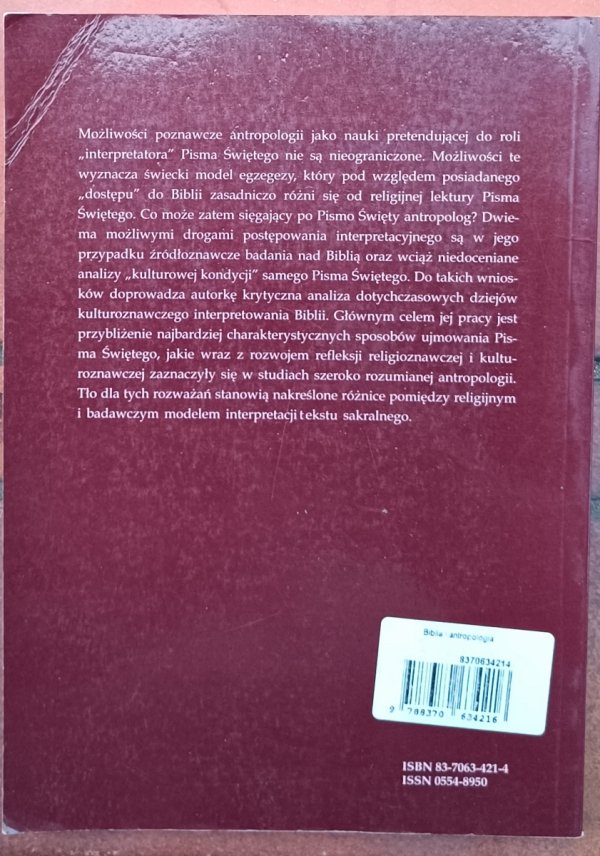 Możliwości poznawcze antropologii jako nauki pretendującej do roli
„interpretatora” Pisma Świętego nie są nieograniczone. Możliwości te
wyznacza świecki model egzegezy, który pod względem posiadanego
„dostępu” do Biblii zasadniczo różni się od religijnej lektury Pisma
Świętego. Co może zatem sięgający po Pismo Święty antropolog? Dwie-
ma możliwymi drogami postępowania interpretacyjnego są w jego
przypadku źródłoznawcze badania nad Biblią oraz wciąż niedoceniane
analizy „kulturowej kondycji” samego Pisma Świętego. Do takich wnios-
ków doprowadza autorkę krytyczna analiza dotychczasowych dziejów
kulturoznawczego interpretowania Biblii. Głównym celem jej pracy jest
przybliżenie najbardziej charakterystycznych sposobów ujmowania Pis-
ma Świętego, jakie wraz z rozwojem refleksji religioznawczej i kultu-
roznawczej zaznaczyły się w studiach szeroko rozumianej antropologii.
Tło dla tych rozważań stanowią nakreślone różnice pomiędzy religijnym
i badawczym modelem interpretacji tekstu sakralnego.
Biblia i antropologia
8370634214
9 788370 634216
ISBN 83-7063-421-4
ISSN 0554-8950